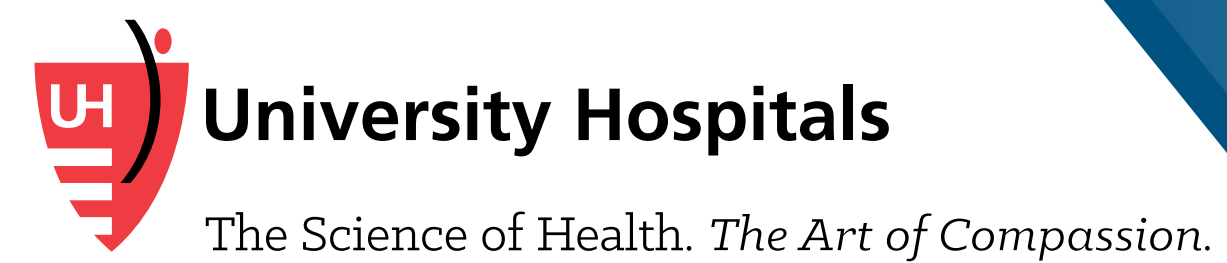 UH
University Hospitals
The Science of Health. The Art of Compassion.